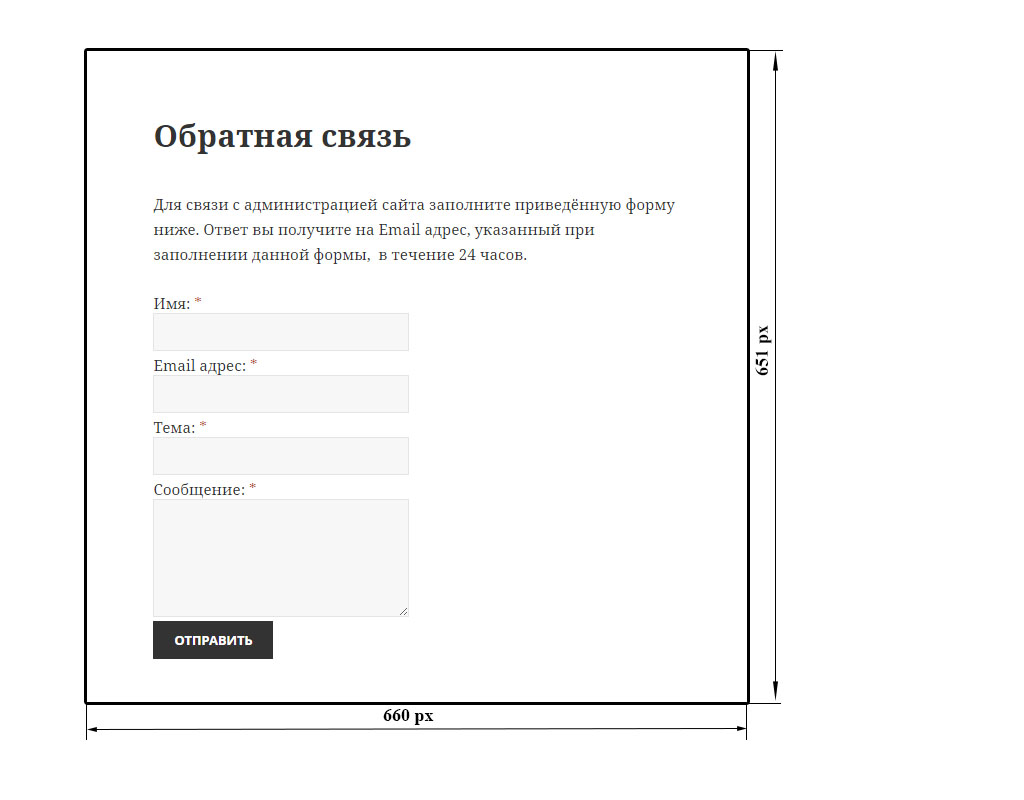 Обратная связь
Для связи с администрацией сайта заполните приведённую форму
ниже. Ответ вы получите на Email адрес, указанный при
заполнении данной формы,  в течение 24 часов.
Имя: *
Email адрес: *
Тема: *
Сообщение: *
ОТПРАВИТЬ
651 px
660 px